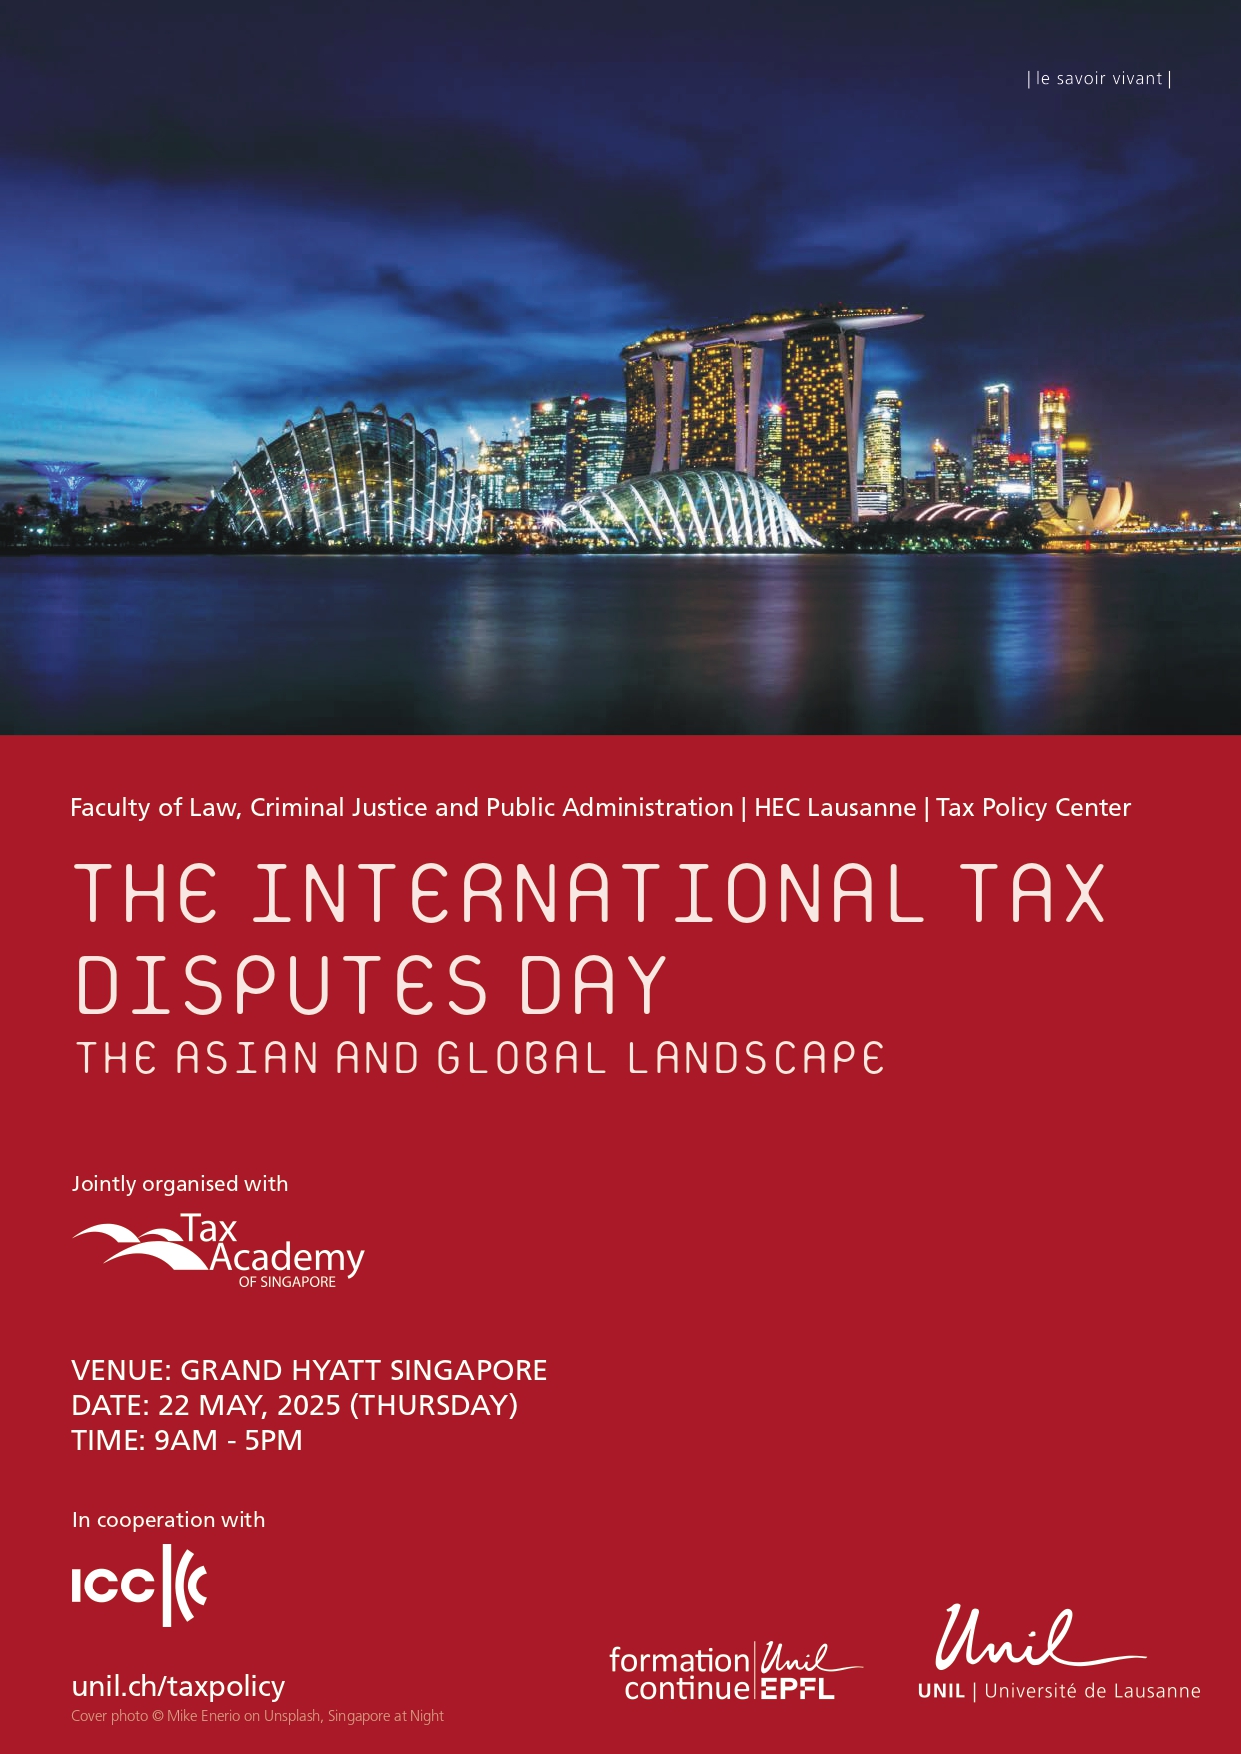 | le savoir vivant |
Faculty of Law, Criminal Justice and Public Administration | HEC Lausanne | Tax Policy Center
THE INTERNATIONAL TAX
DISPUTES DAY
THE ASIAN AND GLOBAL LANDSCAPE
Jointly organised with
Tax
Academy
OF SINGAPORE
VENUE: GRAND HYATT SINGAPORE
DATE: 22 MAY, 2025 (THURSDAY)
TIME: 9AM - 5PM
In cooperation with
ICC
unil.ch/taxpolicy
Cover photo © Mike Enerio on Unsplash, Singapore at Night
formation
continue
Unil
EPFL
Unil
UNIL | Université de Lausanne